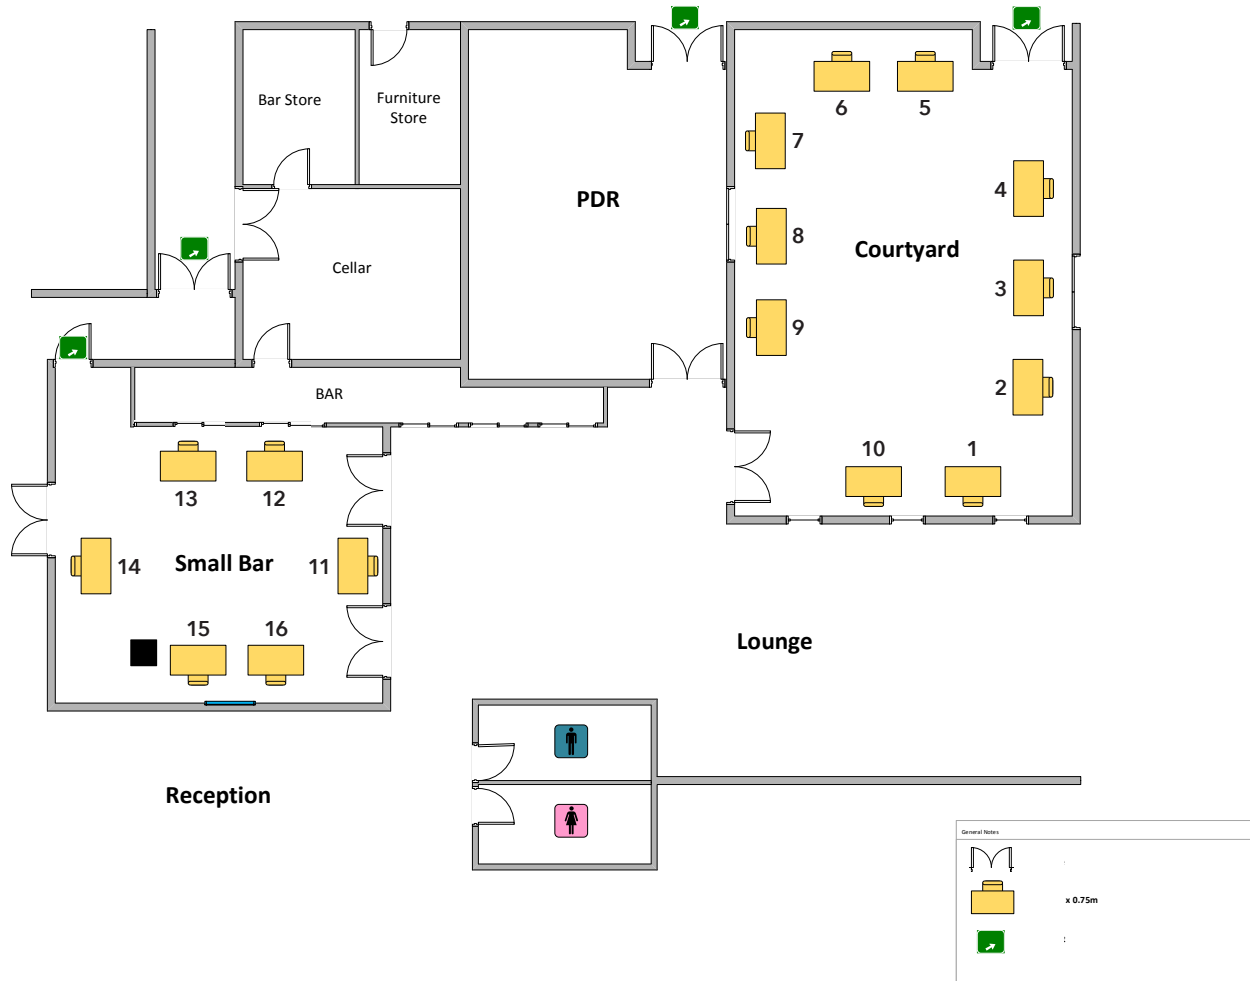 Bar Store
Furniture
Store
6
5
7
PDR
4
8
Courtyard
Cellar
3
9
2
BAR
10
1
13
12
14
Small Bar
11
15
16
Lounge
Reception
General Notes
x 0.75m